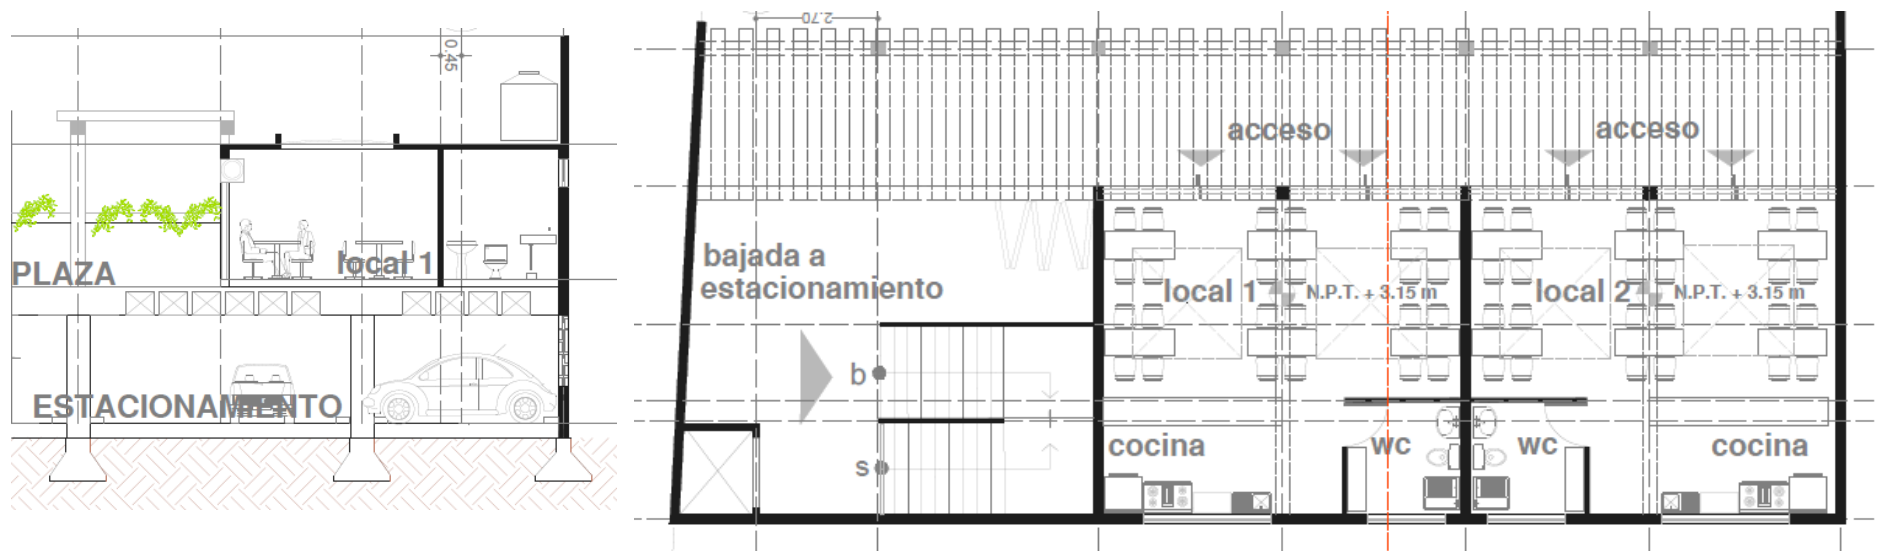 0.45
PLAZA
local 1
ESTACIONAMIENTO
2.70
acceso
acceso
bajada a
estacionamiento
local 1
N.P.T. + 3.15 m
local 2
N.P.T. + 3.15 m
b
s
cocina
wc
wc
cocina